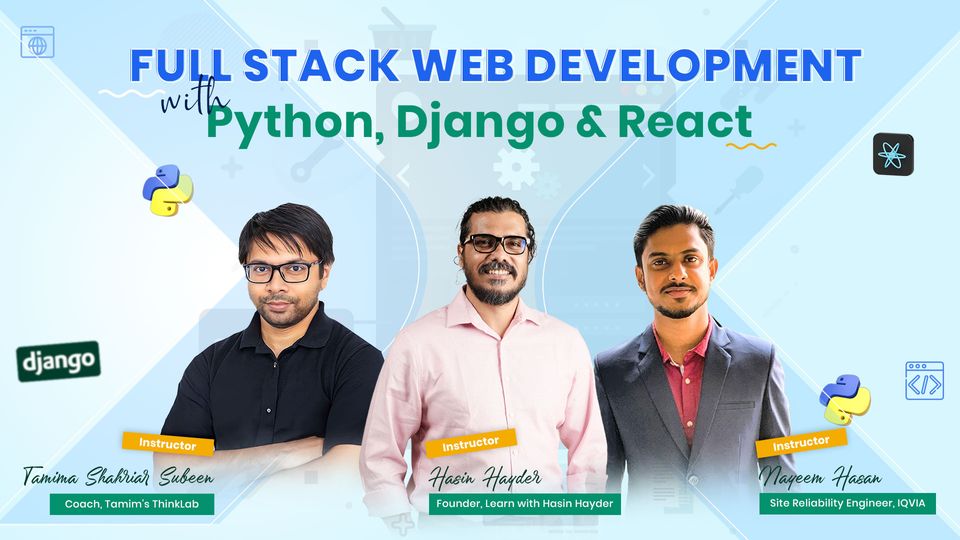 FULL STACK WEB DEVELOPMENT
with
Python, Django & React
django
Instructor
Tamima Shahriar Subeen
Coach, Tamim's ThinkLab
Instructor
Hasin Hayder
Founder, Learn with Hasin Hayder
Instructor
Nayeem Hasan
Site Reliability Engineer, IQVIA